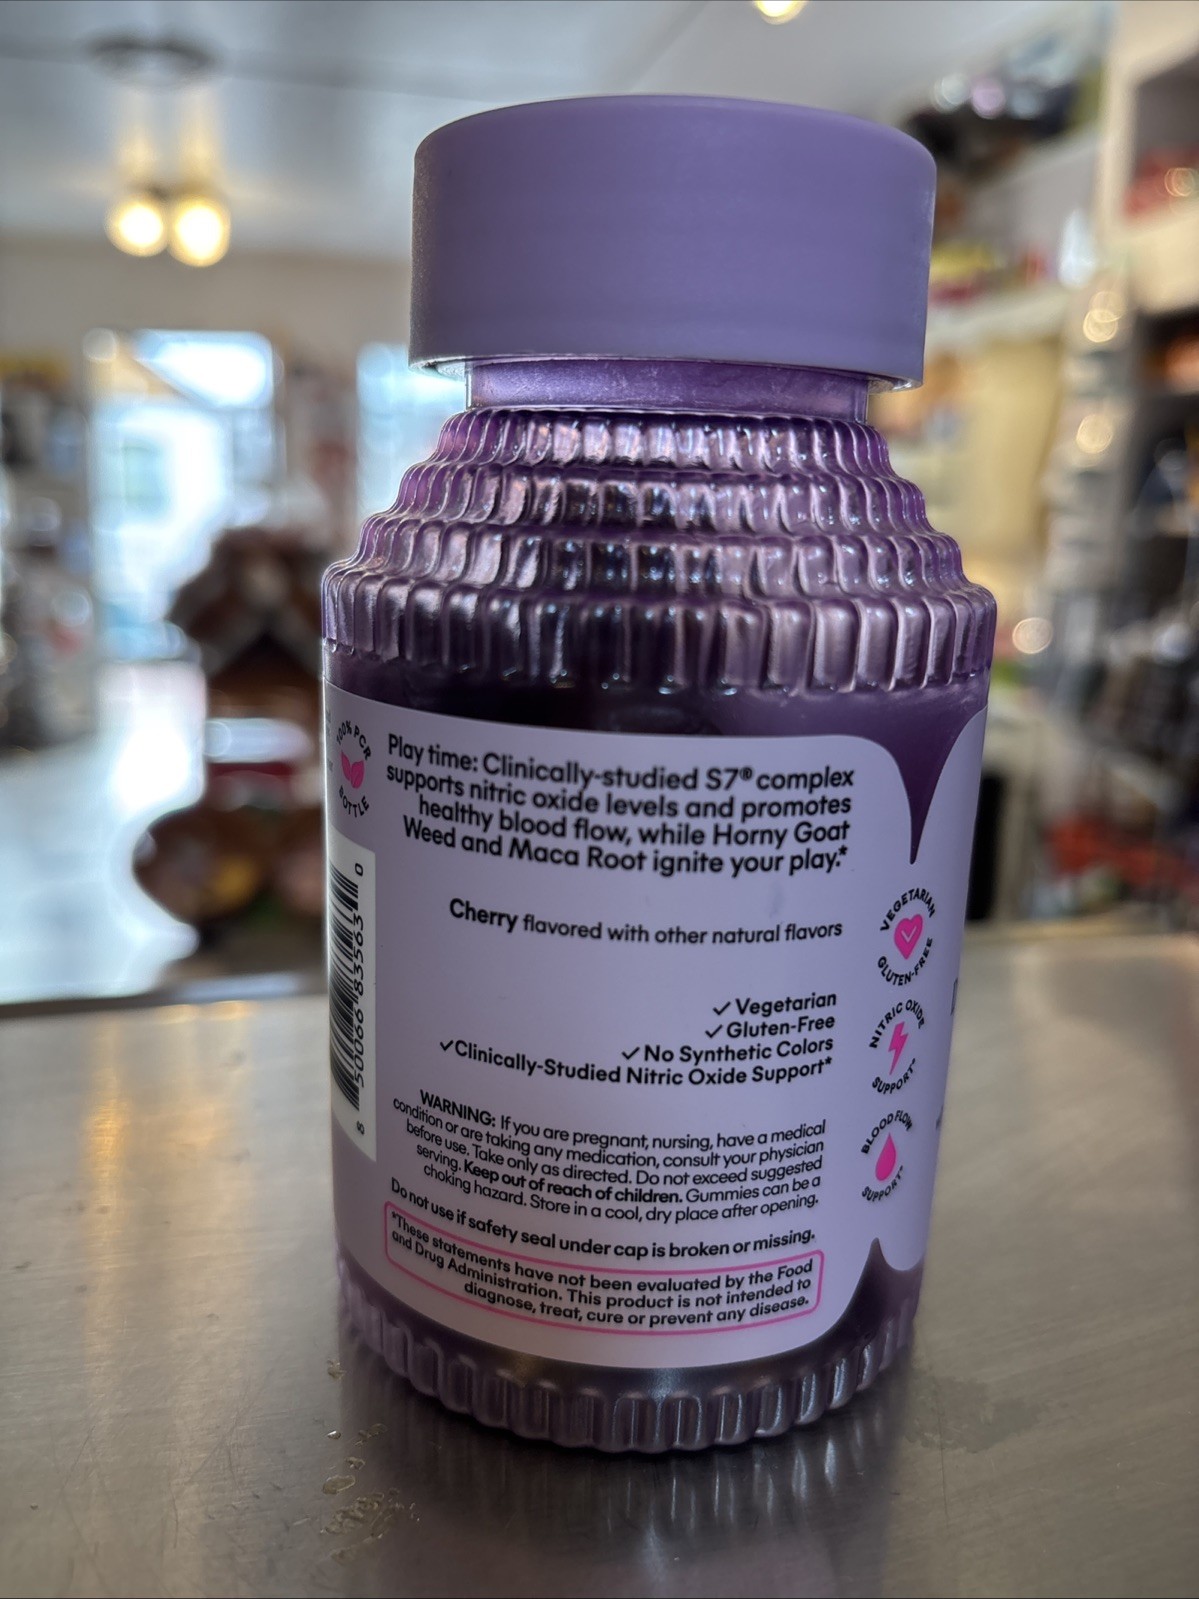 100% PCR
BOTTLE
50066 83563 0
60
Play time: Clinically-studied S7® complex
supports nitric oxide levels and promotes
healthy blood flow, while Horny Goat
Weed and Maca Root ignite your play.*
Cherry flavored with other natural flavors
✓ Vegetarian
✓ Gluten-Free
✓ No Synthetic Colors
✓Clinically-Studied Nitric Oxide Support*
WARNING: If you are pregnant, nursing, have a medical
condition or are taking any medication, consult your physician
before use. Take only as directed. Do not exceed suggested
serving. Keep out of reach of children. Gummies can be a
choking hazard. Store in a cool, dry place after opening.
Do not use if safety seal under cap is broken or missing.
*These statements have not been evaluated by the Food
and Drug Administration. This product is not intended to
diagnose, treat, cure or prevent any disease.
VEGETARIAN
GLUTEN-FREE
NITRIC OXIDE
SUPPORT*
BLOOD FLOW
SUPPORT*